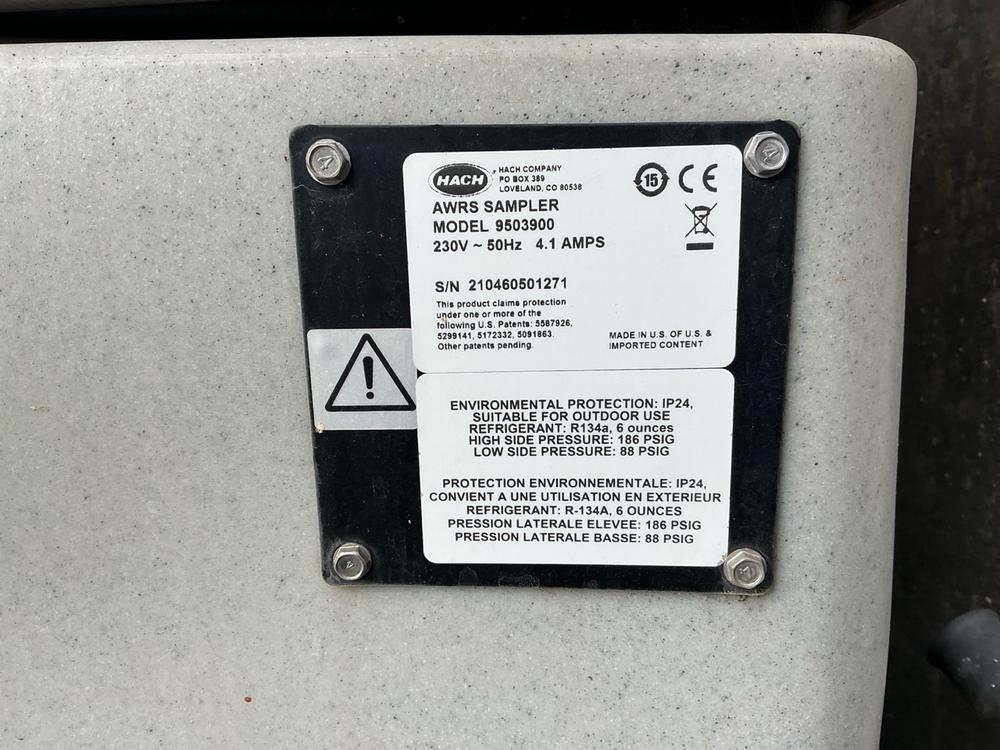 HACH
HACH COMPANY
PO BOX 389
LOVELAND, CO 80538
15
CE
AWRS SAMPLER
MODEL 9503900
230V ~ 50Hz 4.1 AMPS
S/N 210460501271
This product claims protection
under one or more of the
following U.S. Patents: 5587926,
5299141, 5172332, 5091863.
Other patents pending.
MADE IN U.S. OF U.S. &
IMPORTED CONTENT
!
ENVIRONMENTAL PROTECTION: IP24,
SUITABLE FOR OUTDOOR USE
REFRIGERANT: R134a, 6 ounces
HIGH SIDE PRESSURE: 186 PSIG
LOW SIDE PRESSURE: 88 PSIG
PROTECTION ENVIRONNEMENTALE: IP24,
CONVIENT A UNE UTILISATION EN EXTERIEUR
REFRIGERANT: R-134A, 6 OUNCES
PRESSION LATERALE ELEVEE: 186 PSIG
PRESSION LATERALE BASSE: 88 PSIG